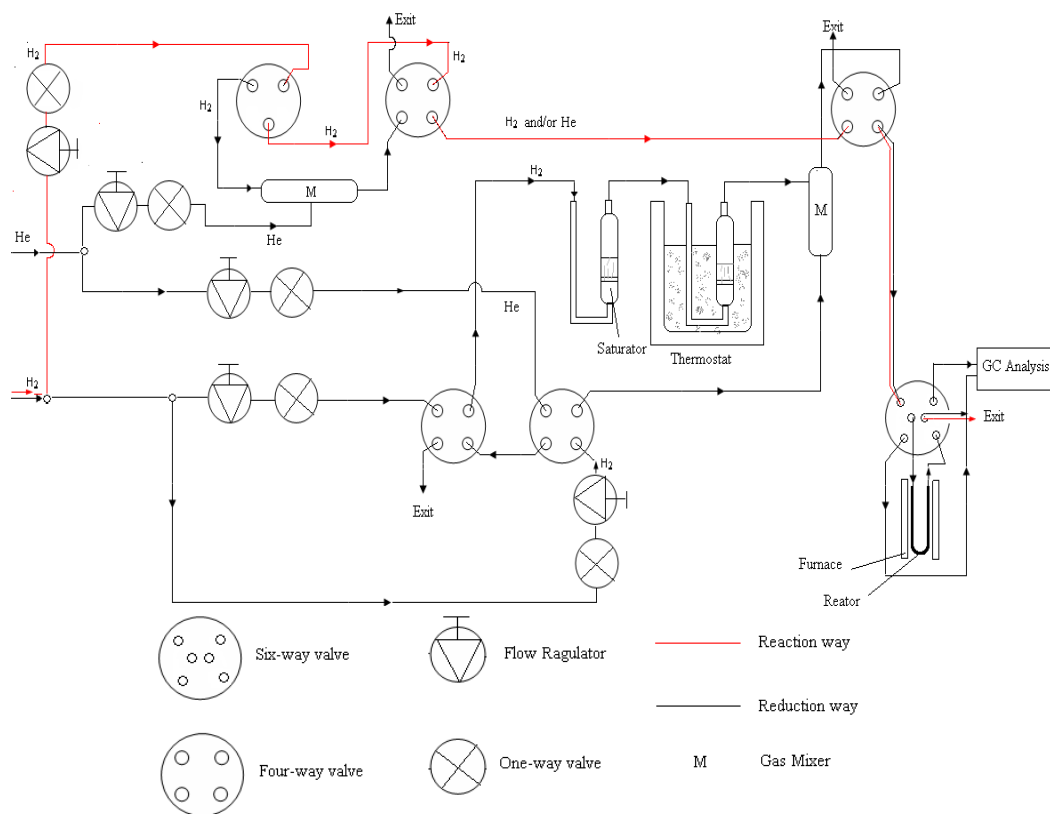 Exit
Exit
H2
H2
H2
H2
H2 and/or He
H2
M
M
He
He
He
Saturator
Thermostat
H2
GC Analysis
Exit
H2
Exit
Furnace
Reator
Six-way valve
Flow Ragulator
Reaction way
Reduction way
Four-way valve
One-way valve
M
Gas Mixer